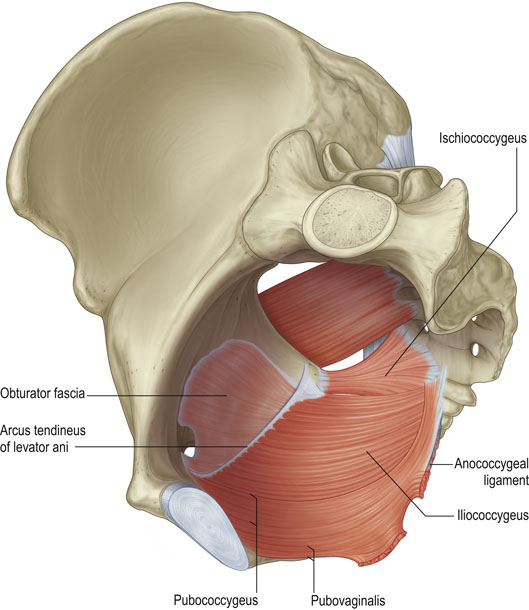 Ischiococcygeus
Obturator fascia
Arcus tendineus
of levator ani
Anococcygeal
ligament
Iliococcygeus
Pubococcygeus
Pubovaginalis